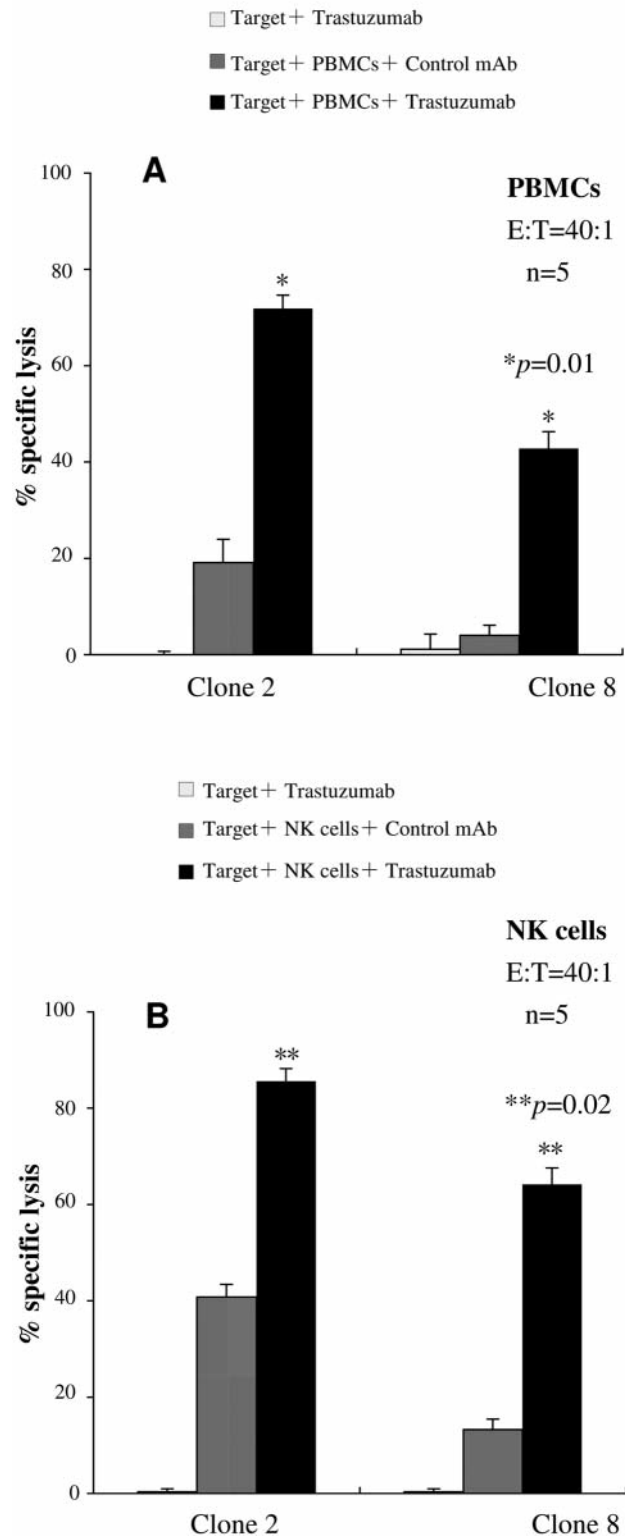 Target+ Trastuzumab
Target+ PBMCs+ Control mAb
Target+ PBMCs+ Trastuzumab
A
PBMCs
E:T=40:1
n=5
*p=0.01
% specific lysis
100
80
60
40
20
0
*
*
Clone 2
Clone 8
Target+ Trastuzumab
Target+ NK cells+ Control mAb
Target+ NK cells+ Trastuzumab
NK cells
E:T=40:1
n=5
B
**p=0.02
% specific lysis
100
80
60
40
20
0
**
**
Clone 2
Clone 8